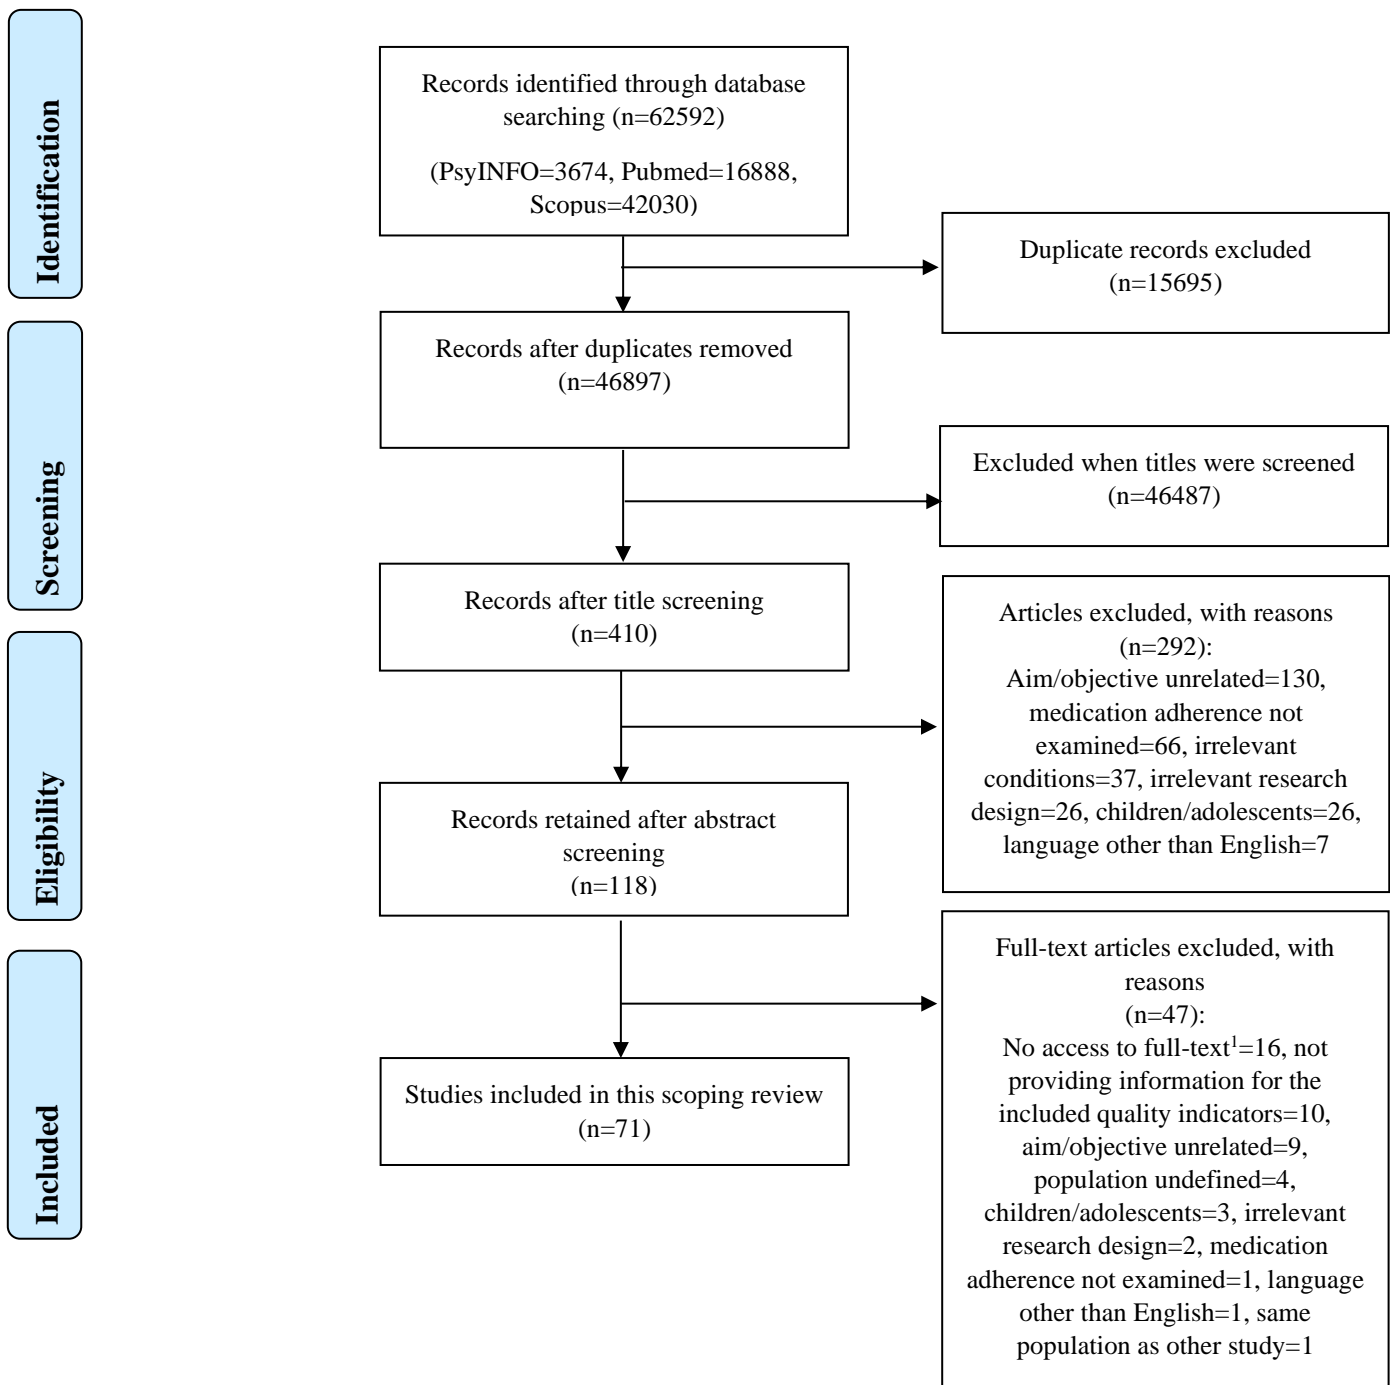 Identification
Records identified through database
searching (n=62592)
(PsyINFO=3674, Pubmed=16888,
Scopus=42030)
Duplicate records excluded
(n=15695)
Screening
Records after duplicates removed
(n=46897)
Excluded when titles were screened
(n=46487)
Records after title screening
(n=410)
Eligibility
Articles excluded, with reasons
(n=292):
Aim/objective unrelated=130,
medication adherence not
examined=66, irrelevant
conditions=37, irrelevant research
design=26, children/adolescents=26,
language other than English=7
Records retained after abstract
screening
(n=118)
Included
Full-text articles excluded, with
reasons
(n=47):
No access to full-text¹=16, not
providing information for the
included quality indicators=10,
aim/objective unrelated=9,
population undefined=4,
children/adolescents=3, irrelevant
research design=2, medication
adherence not examined=1, language
other than English=1, same
population as other study=1
Studies included in this scoping review
(n=71)